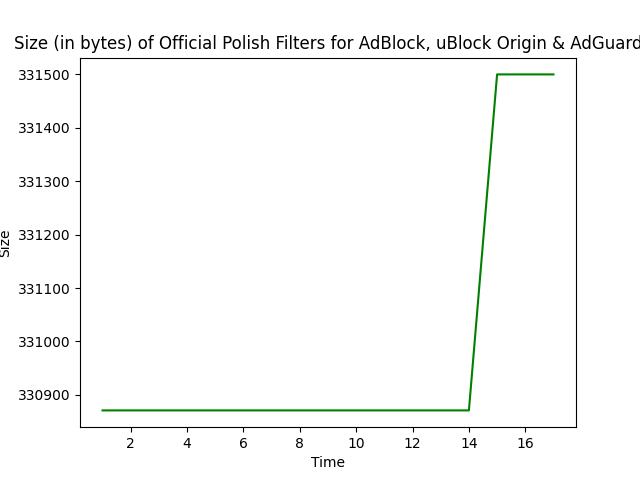 Size (in bytes) of Official Polish Filters for AdBlock, uBlock Origin & AdGuard
331500
331400
331300
331200
331100
331000
330900
Size
2 4 6 8 10 12 14 16
Time